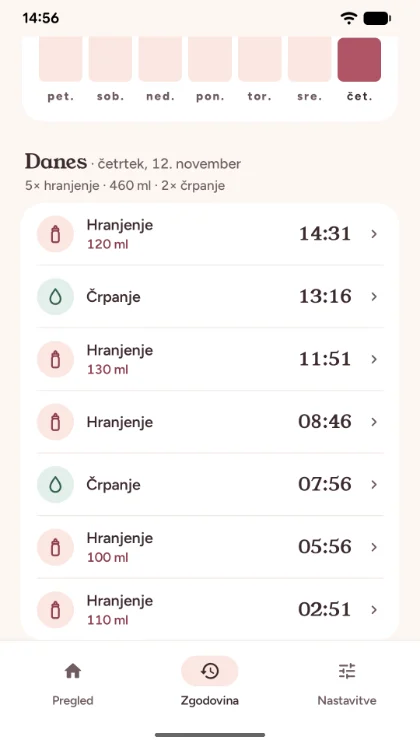 14:56
pet. sob. ned. pon. tor. sre. čet.
Danes · četrtek, 12. november
5× hranjenje · 460 ml · 2× črpanje
Hranjenje
120 ml
14:31
Črpanje
13:16
Hranjenje
130 ml
11:51
Hranjenje
08:46
Črpanje
07:56
Hranjenje
100 ml
05:56
Hranjenje
110 ml
02:51
Pregled Zgodovina Nastavitve